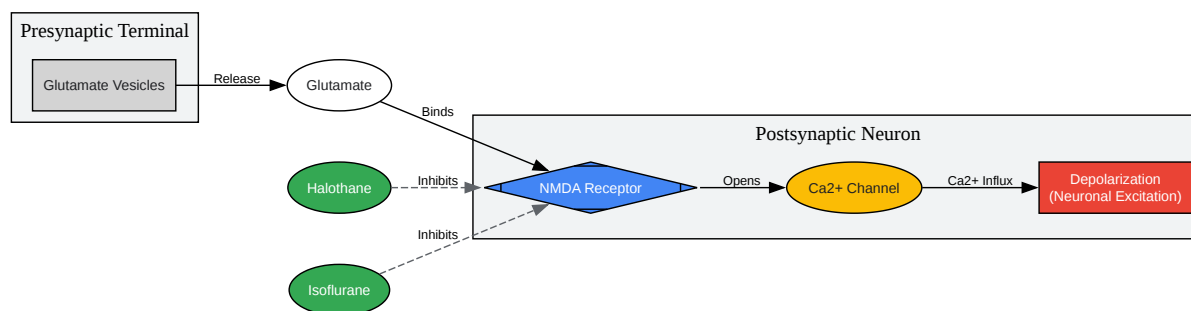 Presynaptic Terminal
Glutamate Vesicles
Release
Glutamate
Binds
Postsynaptic Neuron
Halothane
Inhibits
NMDA Receptor
Opens
Ca2+ Channel
Ca2+ Influx
Depolarization
(Neuronal Excitation)
Inhibits
Isoflurane